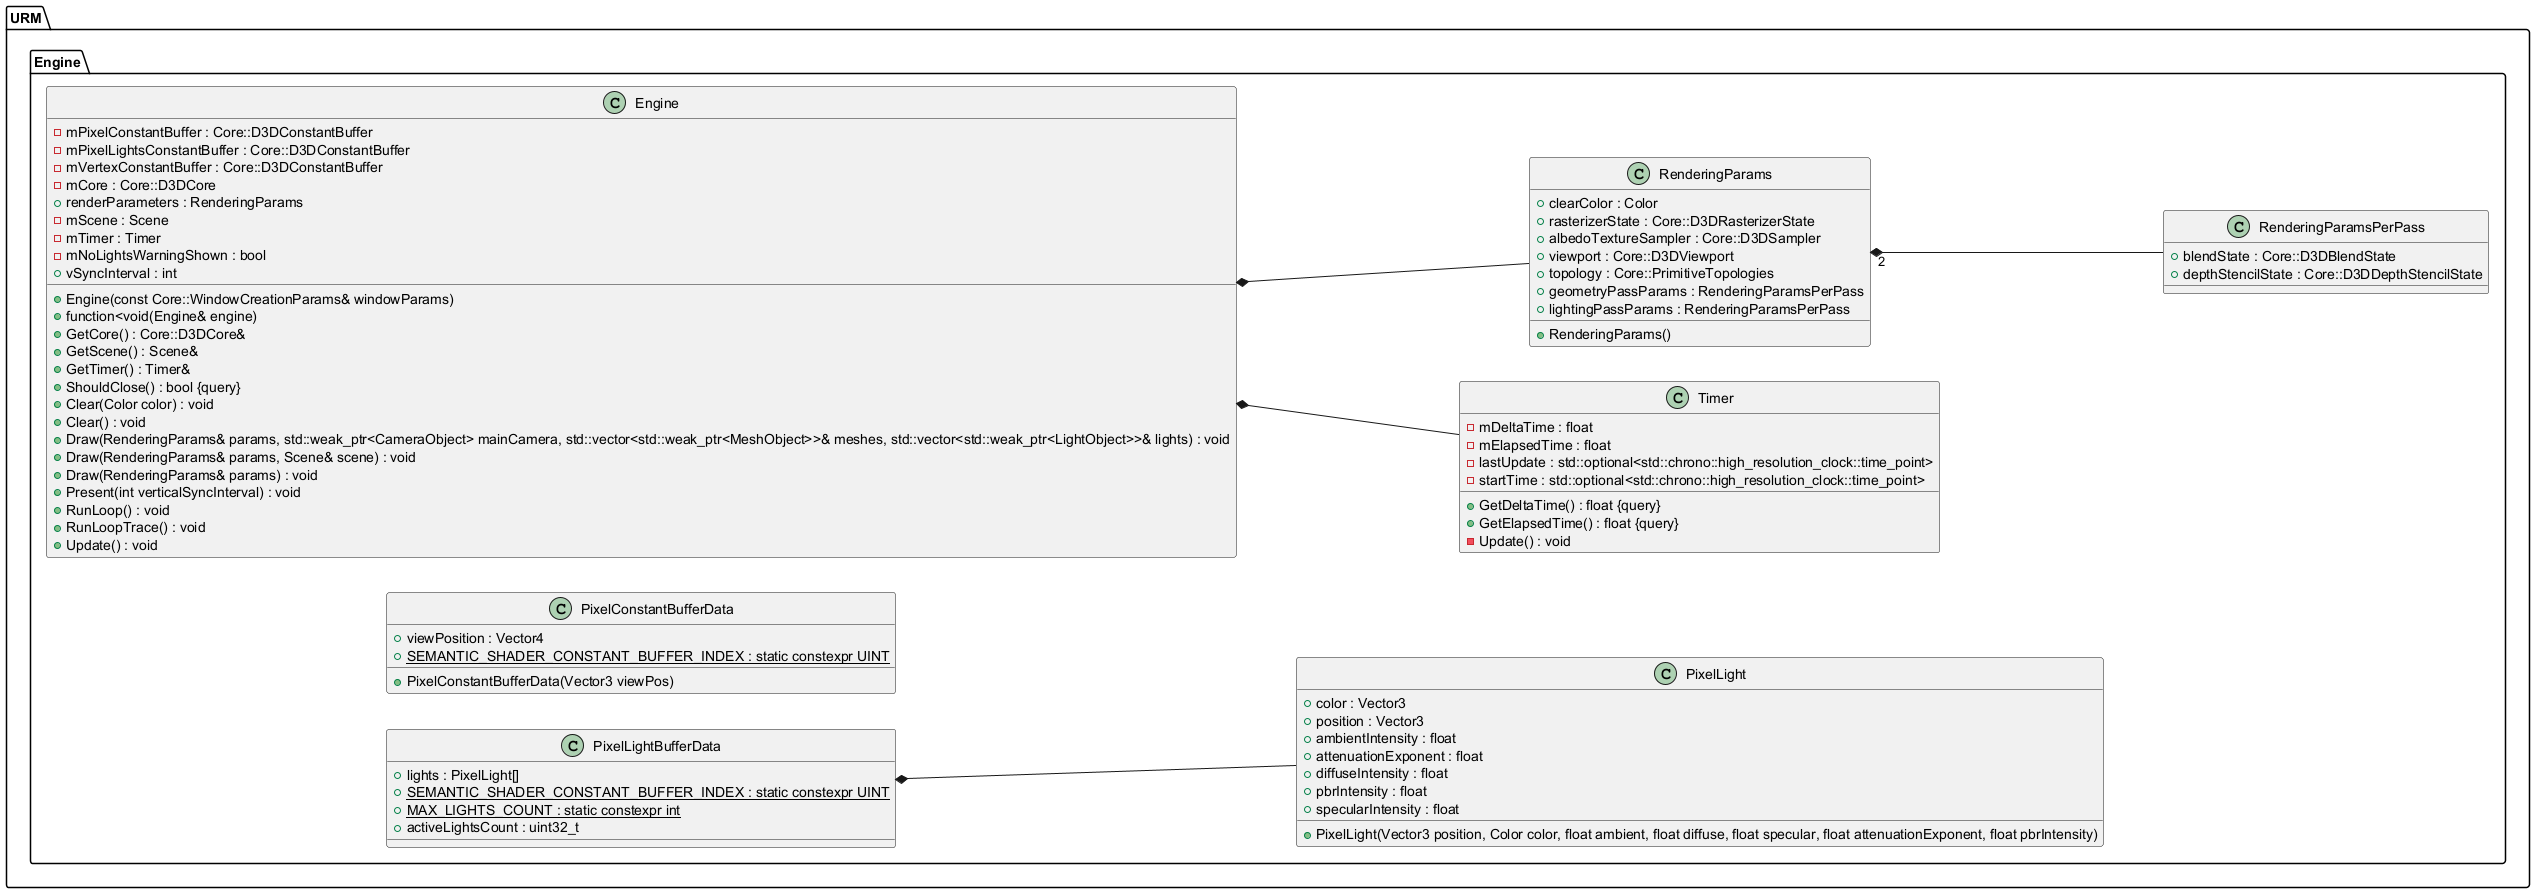 URM
Engine
C Engine
mPixelConstantBuffer : Core::D3DConstantBuffer
mPixelLightsConstantBuffer : Core::D3DConstantBuffer
mVertexConstantBuffer : Core::D3DConstantBuffer
mCore : Core::D3DCore
renderParameters : RenderingParams
mScene : Scene
mTimer : Timer
mNoLightsWarningShown : bool
vSyncInterval : int
Engine(const Core::WindowCreationParams& windowParams)
function<void(Engine& engine)
GetCore() : Core::D3DCore&
GetScene() : Scene&
GetTimer() : Timer&
ShouldClose() : bool {query}
Clear(Color color) : void
Clear() : void
Draw(RenderingParams& params, std::weak_ptr<CameraObject> mainCamera, std::vector<std::weak_ptr<MeshObject>>& meshes, std::vector<std::weak_ptr<LightObject>>& lights) : void
Draw(RenderingParams& params, Scene& scene) : void
Draw(RenderingParams& params) : void
Present(int verticalSyncInterval) : void
RunLoop() : void
RunLoopTrace() : void
Update() : void
C RenderingParams
clearColor : Color
rasterizerState : Core::D3DRasterizerState
albedoTextureSampler : Core::D3DSampler
viewport : Core::D3DViewport
topology : Core::PrimitiveTopologies
geometryPassParams : RenderingParamsPerPass
lightingPassParams : RenderingParamsPerPass
RenderingParams()
2
C RenderingParamsPerPass
blendState : Core::D3DBlendState
depthStencilState : Core::D3DDepthStencilState
C Timer
mDeltaTime : float
mElapsedTime : float
lastUpdate : std::optional<std::chrono::high_resolution_clock::time_point>
startTime : std::optional<std::chrono::high_resolution_clock::time_point>
GetDeltaTime() : float {query}
GetElapsedTime() : float {query}
Update() : void
C PixelConstantBufferData
viewPosition : Vector4
SEMANTIC_SHADER_CONSTANT_BUFFER_INDEX : static constexpr UINT
PixelConstantBufferData(Vector3 viewPos)
C PixelLightBufferData
lights : PixelLight[]
SEMANTIC_SHADER_CONSTANT_BUFFER_INDEX : static constexpr UINT
MAX_LIGHTS_COUNT : static constexpr int
activeLightsCount : uint32_t
C PixelLight
color : Vector3
position : Vector3
ambientIntensity : float
attenuationExponent : float
diffuseIntensity : float
pbrIntensity : float
specularIntensity : float
PixelLight(Vector3 position, Color color, float ambient, float diffuse, float specular, float attenuationExponent, float pbrIntensity)